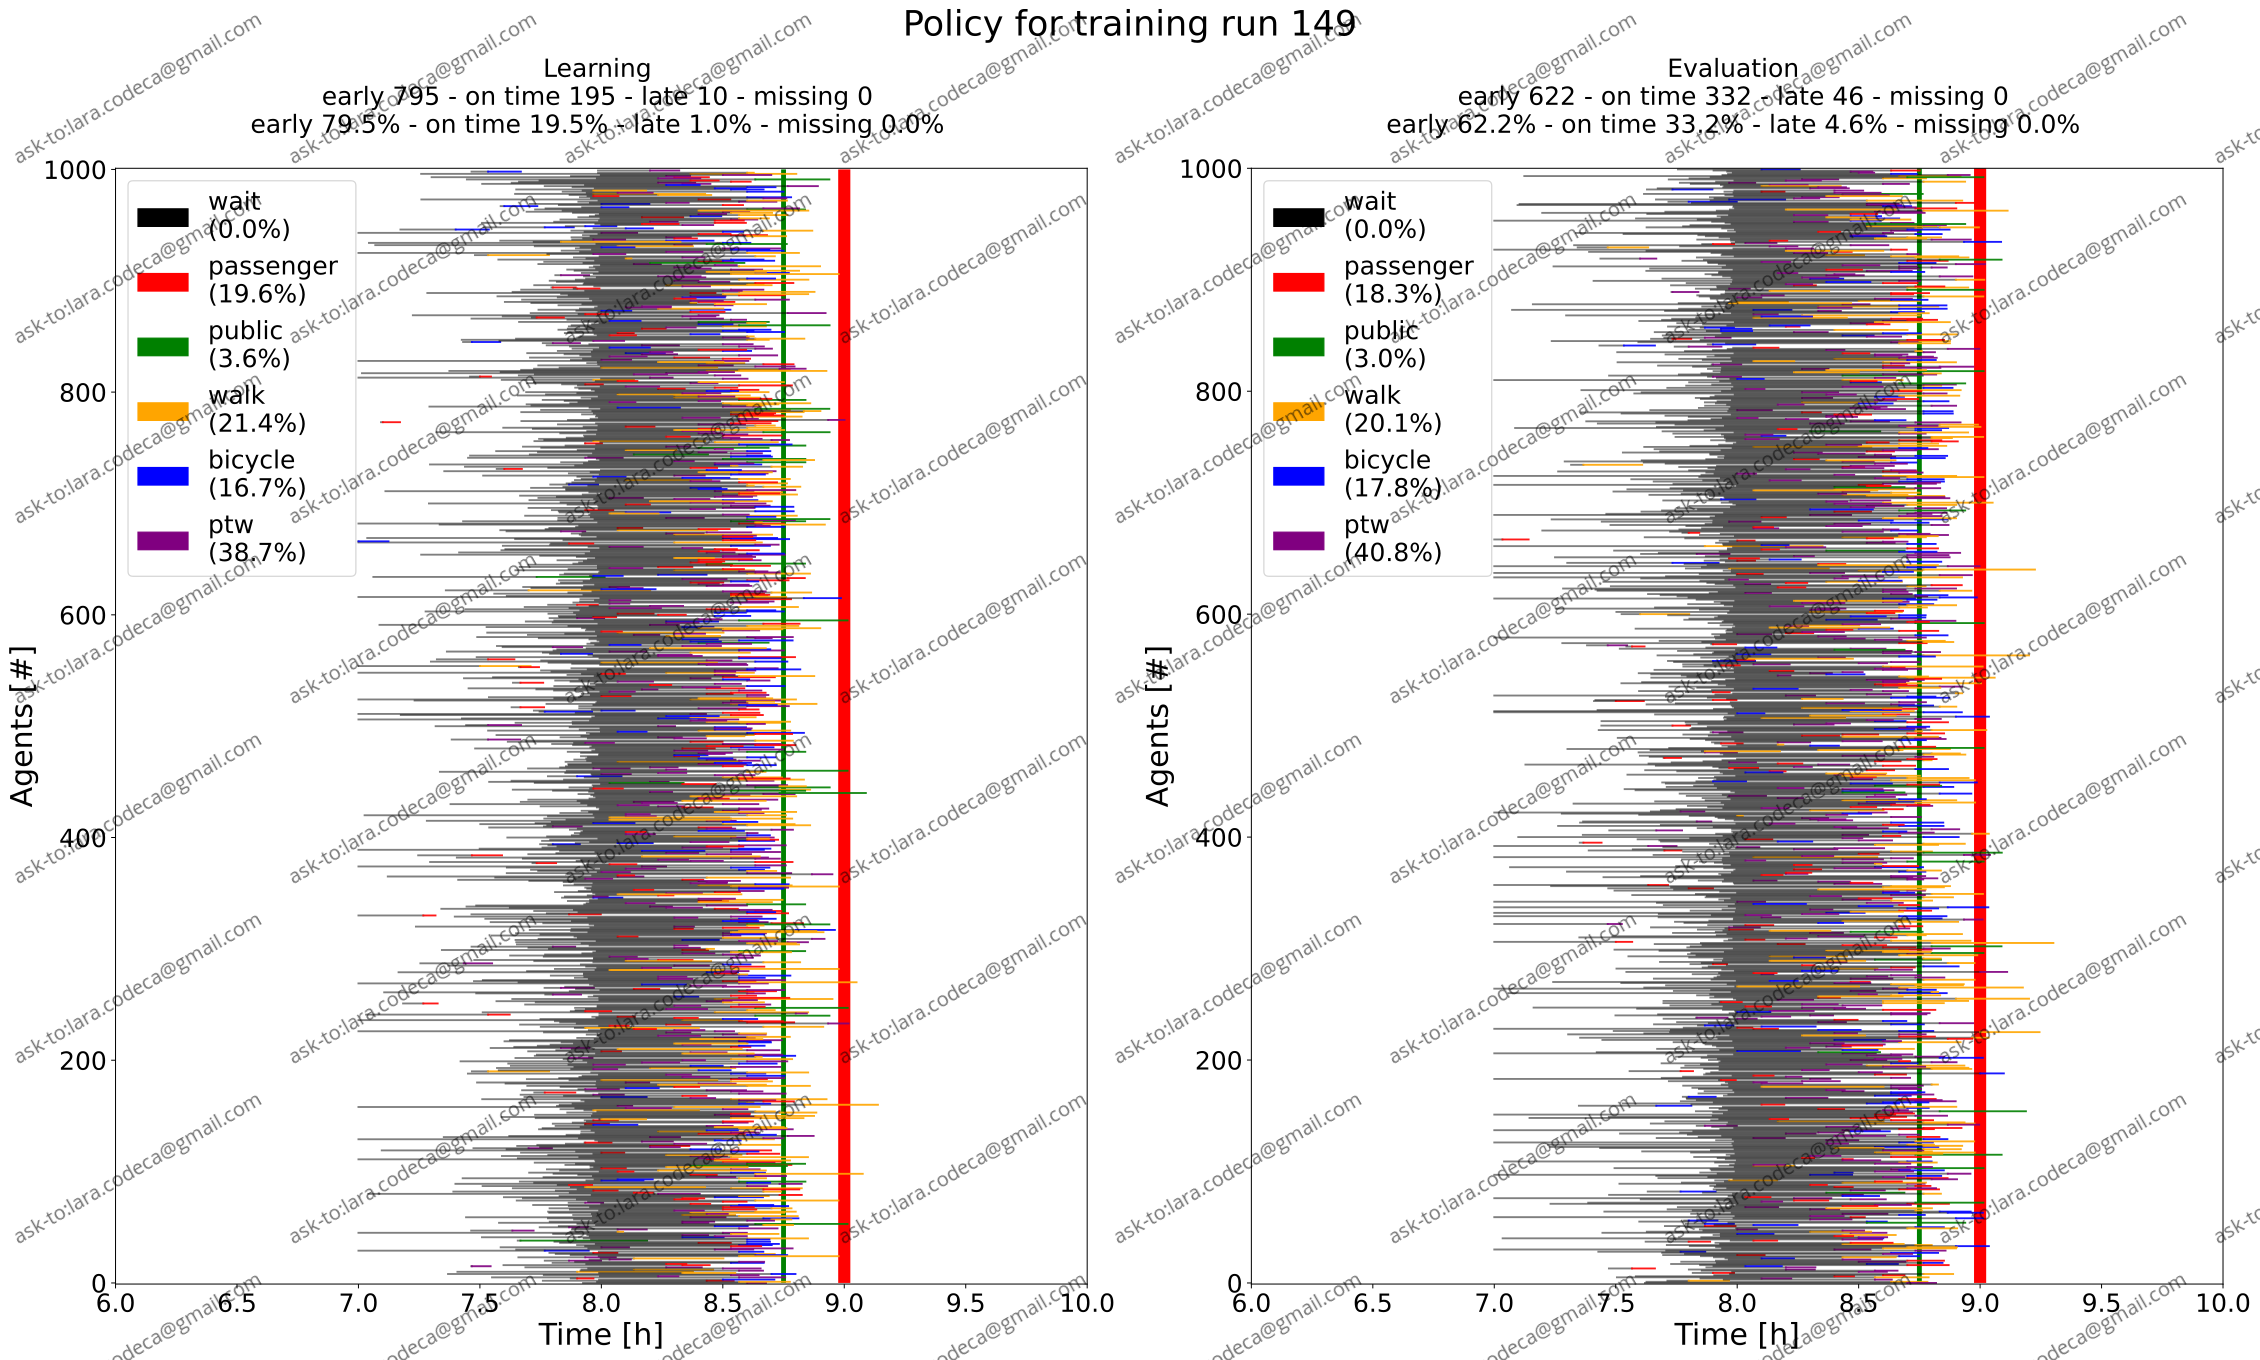 Policy for training run 149
Learning
early 795 - on time 195 - late 10 - missing 0
early 79.5% - on time 19.5% - late 1.0% - missing 0.0%
1000
800
600
400
200
0
Agents [#]
wait
(0.0%)
passenger
(19.6%)
public
(3.6%)
walk
(21.4%)
bicycle
(16.7%)
ptw
(38.7%)
6.0 6.5 7.0 7.5 8.0 8.5 9.0 9.5 10.0
Time [h]
Evaluation
early 622 - on time 332 - late 46 - missing 0
early 62.2% - on time 33.2% - late 4.6% - missing 0.0%
1000
800
600
400
200
0
Agents [#]
wait
(0.0%)
passenger
(18.3%)
public
(3.0%)
walk
(20.1%)
bicycle
(17.8%)
ptw
(40.8%)
6.0 6.5 7.0 7.5 8.0 8.5 9.0 9.5 10.0
Time [h]
ask-to:lara.codeca@gmail.com